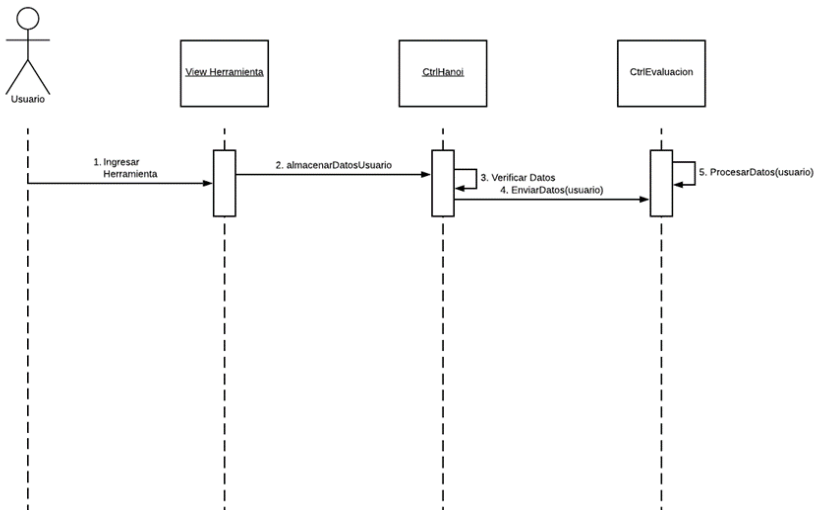 Usuario
View Herramienta
CtrlHanoi
CtrlEvaluacion
1. Ingresar
Herramienta
2. almacenarDatosUsuario
3. Verificar Datos
4. EnviarDatos(usuario)
5. ProcesarDatos(usuario)